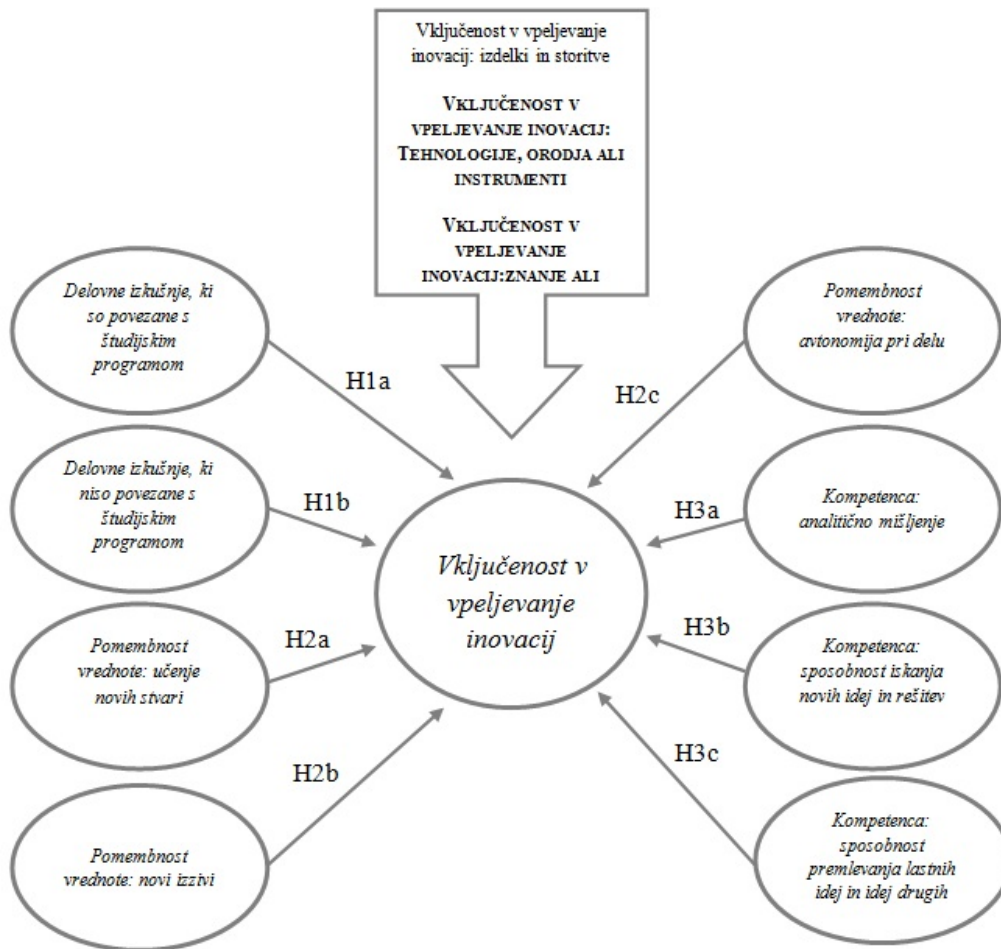 Vključenost v vpeljevanje
inovacij: izdelki in storitve
VKLJUČENOST V
VPELJEVANJE INOVACIJ:
TEHNOLOGIJE, ORODJA ALI
INSTRUMENTI
VKLJUČENOST V
VPELJEVANJE
INOVACIJ:ZNANJE ALI
Delovne izkušnje, ki
so povezane s
študijskim
programom
H1a
Delovne izkušnje, ki
niso povezane s
študijskim
programom
H1b
Pomembnost
vrednote: učenje
novih stvari
H2a
Pomembnost
vrednote: novi izzivi
H2b
Vključenost v
vpeljevanje
inovacij
Pomembnost
vrednote:
avtonomija pri delu
H2c
Kompetenca:
analitično mišljenje
H3a
Kompetenca:
sposobnost iskanja
novih idej in rešitev
H3b
Kompetenca:
sposobnost
premlevanja lastnih
idej in idej drugih
H3c